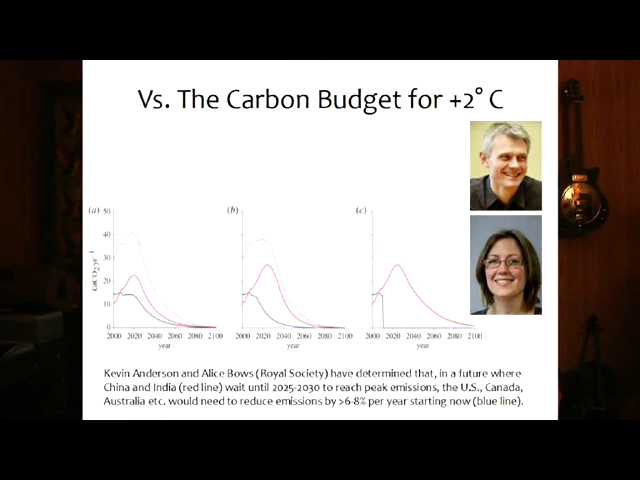 Vs. The Carbon Budget for +2° C
(a) 50 (b) (c)
40
30
20
10
0
GtCO₂ yr⁻¹
2000 2020 2040 2060 2080 2100 2000 2020 2040 2060 2080 2100 2000 2020 2040 2060 2080 2100
year year year
Kevin Anderson and Alice Bows (Royal Society) have determined that, in a future where
China and India (red line) wait until 2025-2030 to reach peak emissions, the U.S., Canada,
Australia etc. would need to reduce emissions by >6-8% per year starting now (blue line).